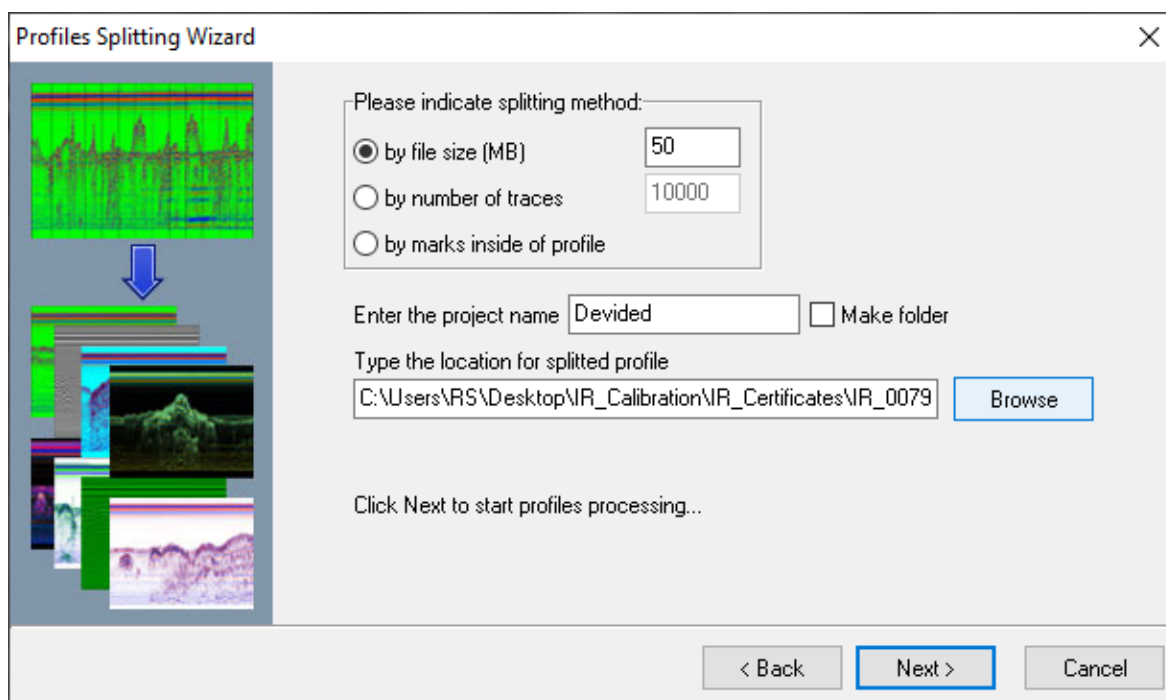 Profiles Splitting Wizard
Please indicate splitting method:
by file size (MB) 50
by number of traces 10000
by marks inside of profile
Enter the project name Devided Make folder
Type the location for splitted profile
C:\Users\RS\Desktop\IR_Calibration\IR_Certificates\IR_0079 Browse
Click Next to start profiles processing...
< Back Next > Cancel